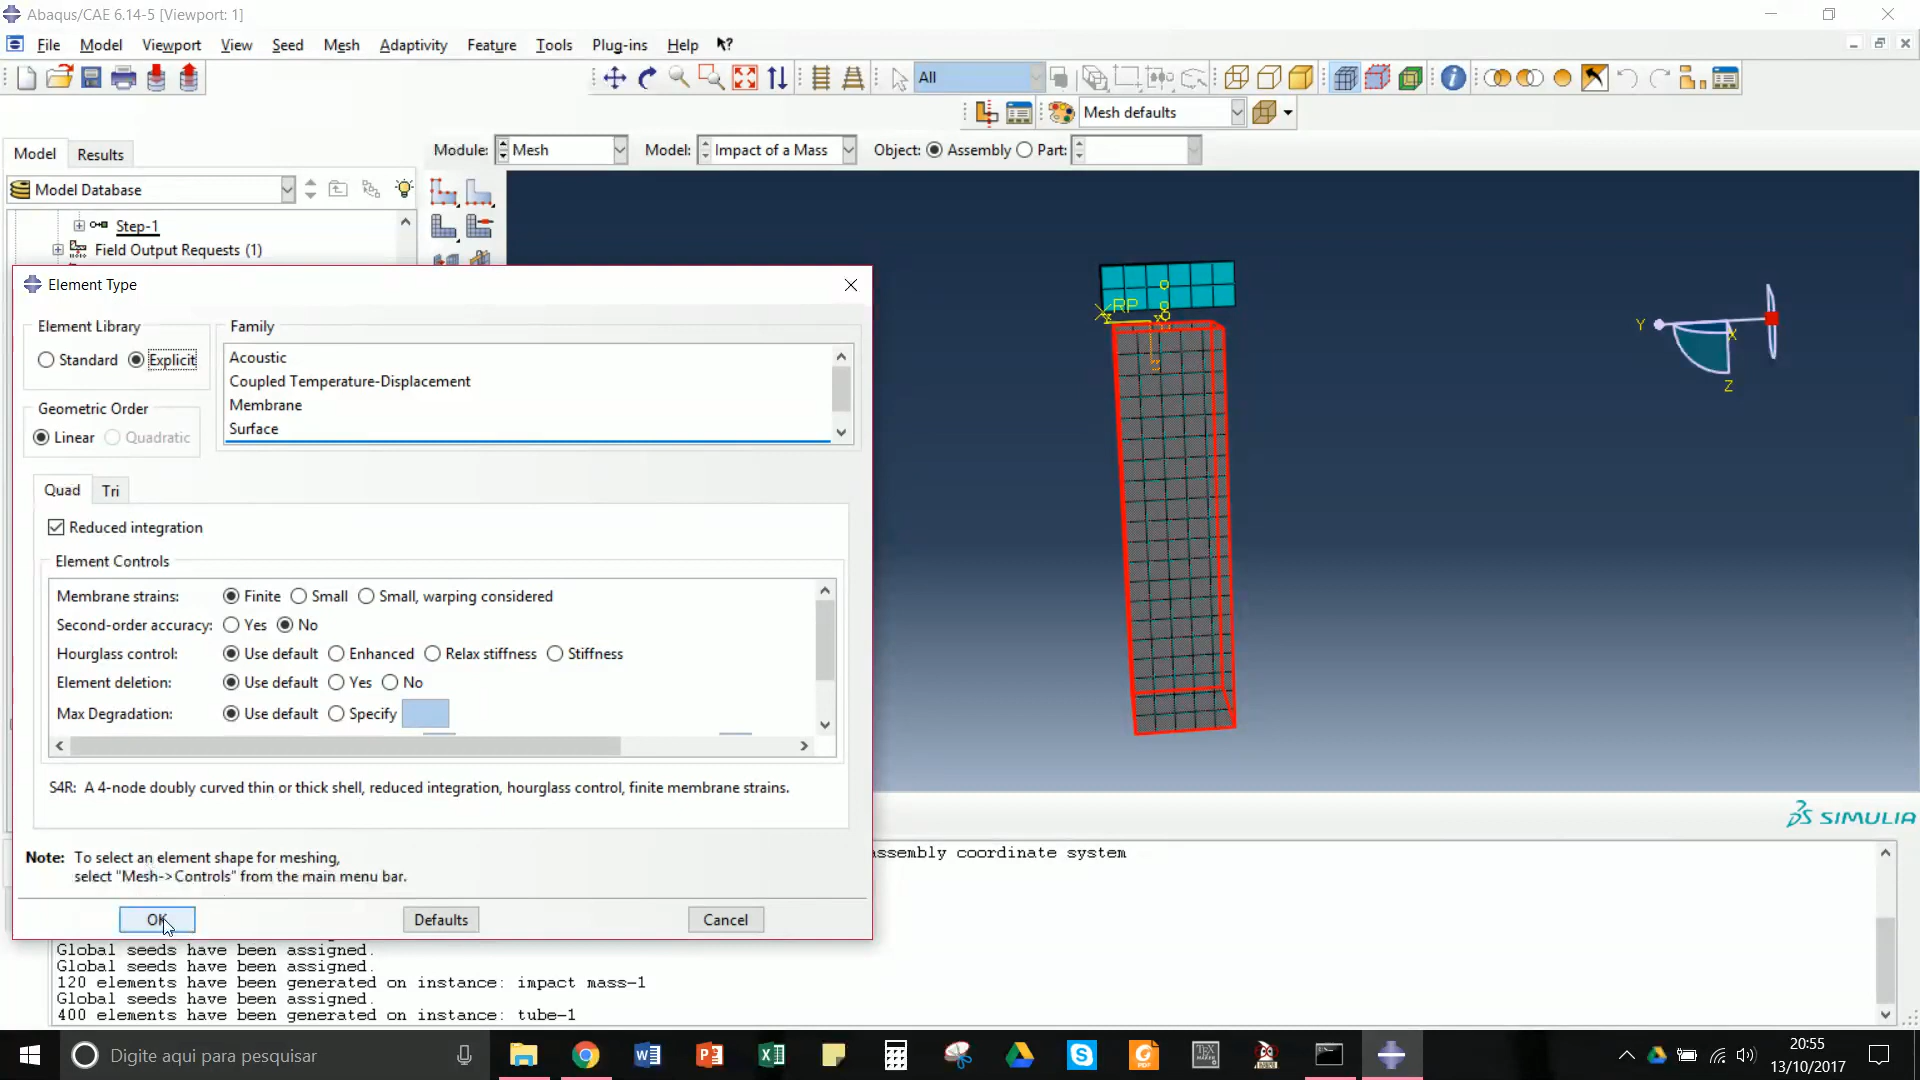 Abaqus/CAE 6.14-5 [Viewport: 1]
File Model Viewport View Seed Mesh Adaptivity Feature Tools Plug-ins Help
All
Mesh defaults
Model Results
Module: Mesh Model: Impact of a Mass Object: Assembly Part:
Model Database
Step-1
Field Output Requests (1)
Element Type
Element Library
Standard Explicit
Family
Acoustic
Coupled Temperature-Displacement
Membrane
Surface
Geometric Order
Linear Quadratic
Quad Tri
Reduced integration
Element Controls
Membrane strains: Finite Small Small, warping considered
Second-order accuracy: Yes No
Hourglass control: Use default Enhanced Relax stiffness Stiffness
Element deletion: Use default Yes No
Max Degradation: Use default Specify
S4R: A 4-node doubly curved thin or thick shell, reduced integration, hourglass control, finite membrane strains.
Note: To select an element shape for meshing,
select "Mesh->Controls" from the main menu bar.
OK Defaults Cancel
RP
Y
X
Z
SIMULIA
assembly coordinate system
Global seeds have been assigned.
Global seeds have been assigned.
120 elements have been generated on instance: impact mass-1
Global seeds have been assigned.
400 elements have been generated on instance: tube-1
Digite aqui para pesquisar
20:55
13/10/2017